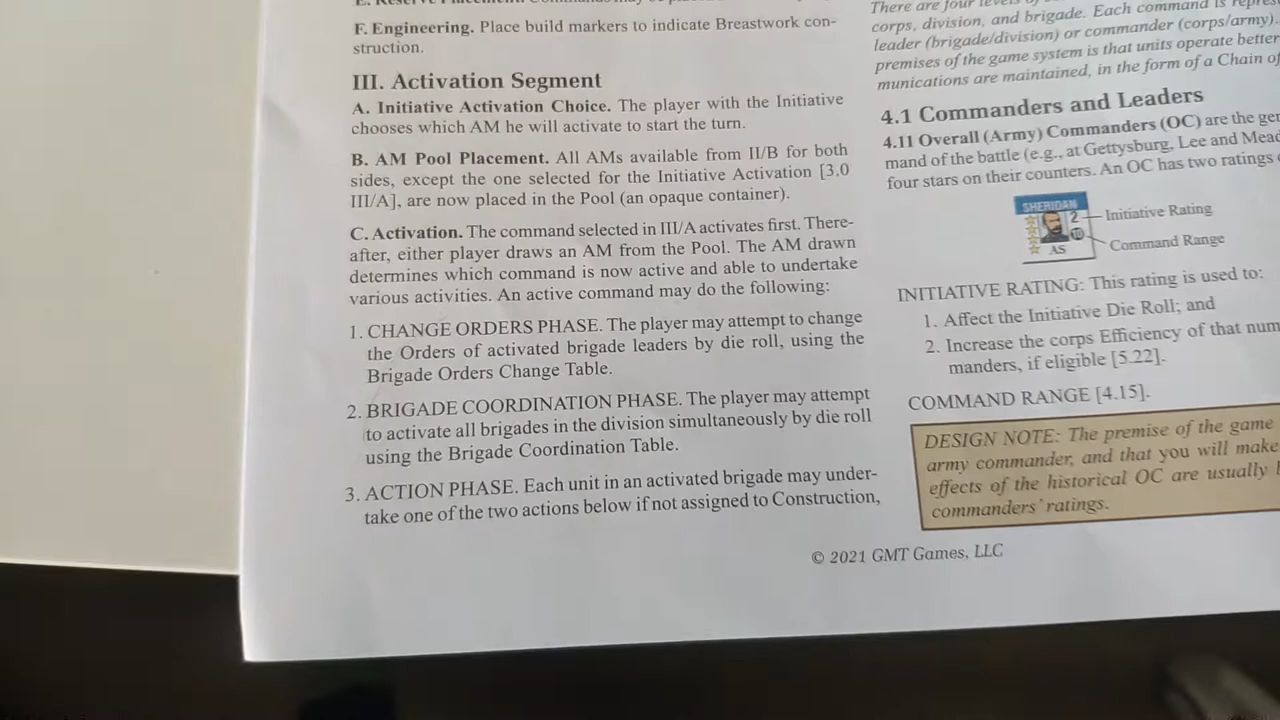 F. Engineering. Place build markers to indicate Breastwork con-
struction.
III. Activation Segment
A. Initiative Activation Choice. The player with the Initiative
chooses which AM he will activate to start the turn.
B. AM Pool Placement. All AMs available from II/B for both
sides, except the one selected for the Initiative Activation [3.0
III/A], are now placed in the Pool (an opaque container).
C. Activation. The command selected in III/A activates first. There-
after, either player draws an AM from the Pool. The AM drawn
determines which command is now active and able to undertake
various activities. An active command may do the following:
1. CHANGE ORDERS PHASE. The player may attempt to change
the Orders of activated brigade leaders by die roll, using the
Brigade Orders Change Table.
2. BRIGADE COORDINATION PHASE. The player may attempt
to activate all brigades in the division simultaneously by die roll
using the Brigade Coordination Table.
3. ACTION PHASE. Each unit in an activated brigade may under-
take one of the two actions below if not assigned to Construction,
There are four levels
corps, division, and brigade. Each command is
leader (brigade/division) or commander (corps/army).
premises of the game system is that units operate better
munications are maintained, in the form of a Chain of
4.1 Commanders and Leaders
4.11 Overall (Army) Commanders (OC) are the
mand of the battle (e.g., at Gettysburg, Lee and
four stars on their counters. An OC has two ratings
SHERIDAN
2
10
AS
Initiative Rating
Command Range
INITIATIVE RATING: This rating is used to:
1. Affect the Initiative Die Roll; and
2. Increase the corps Efficiency of that
manders, if eligible [5.22].
COMMAND RANGE [4.15].
DESIGN NOTE: The premise of the game
army commander, and that you will make
effects of the historical OC are usually
commanders' ratings.
© 2021 GMT Games, LLC